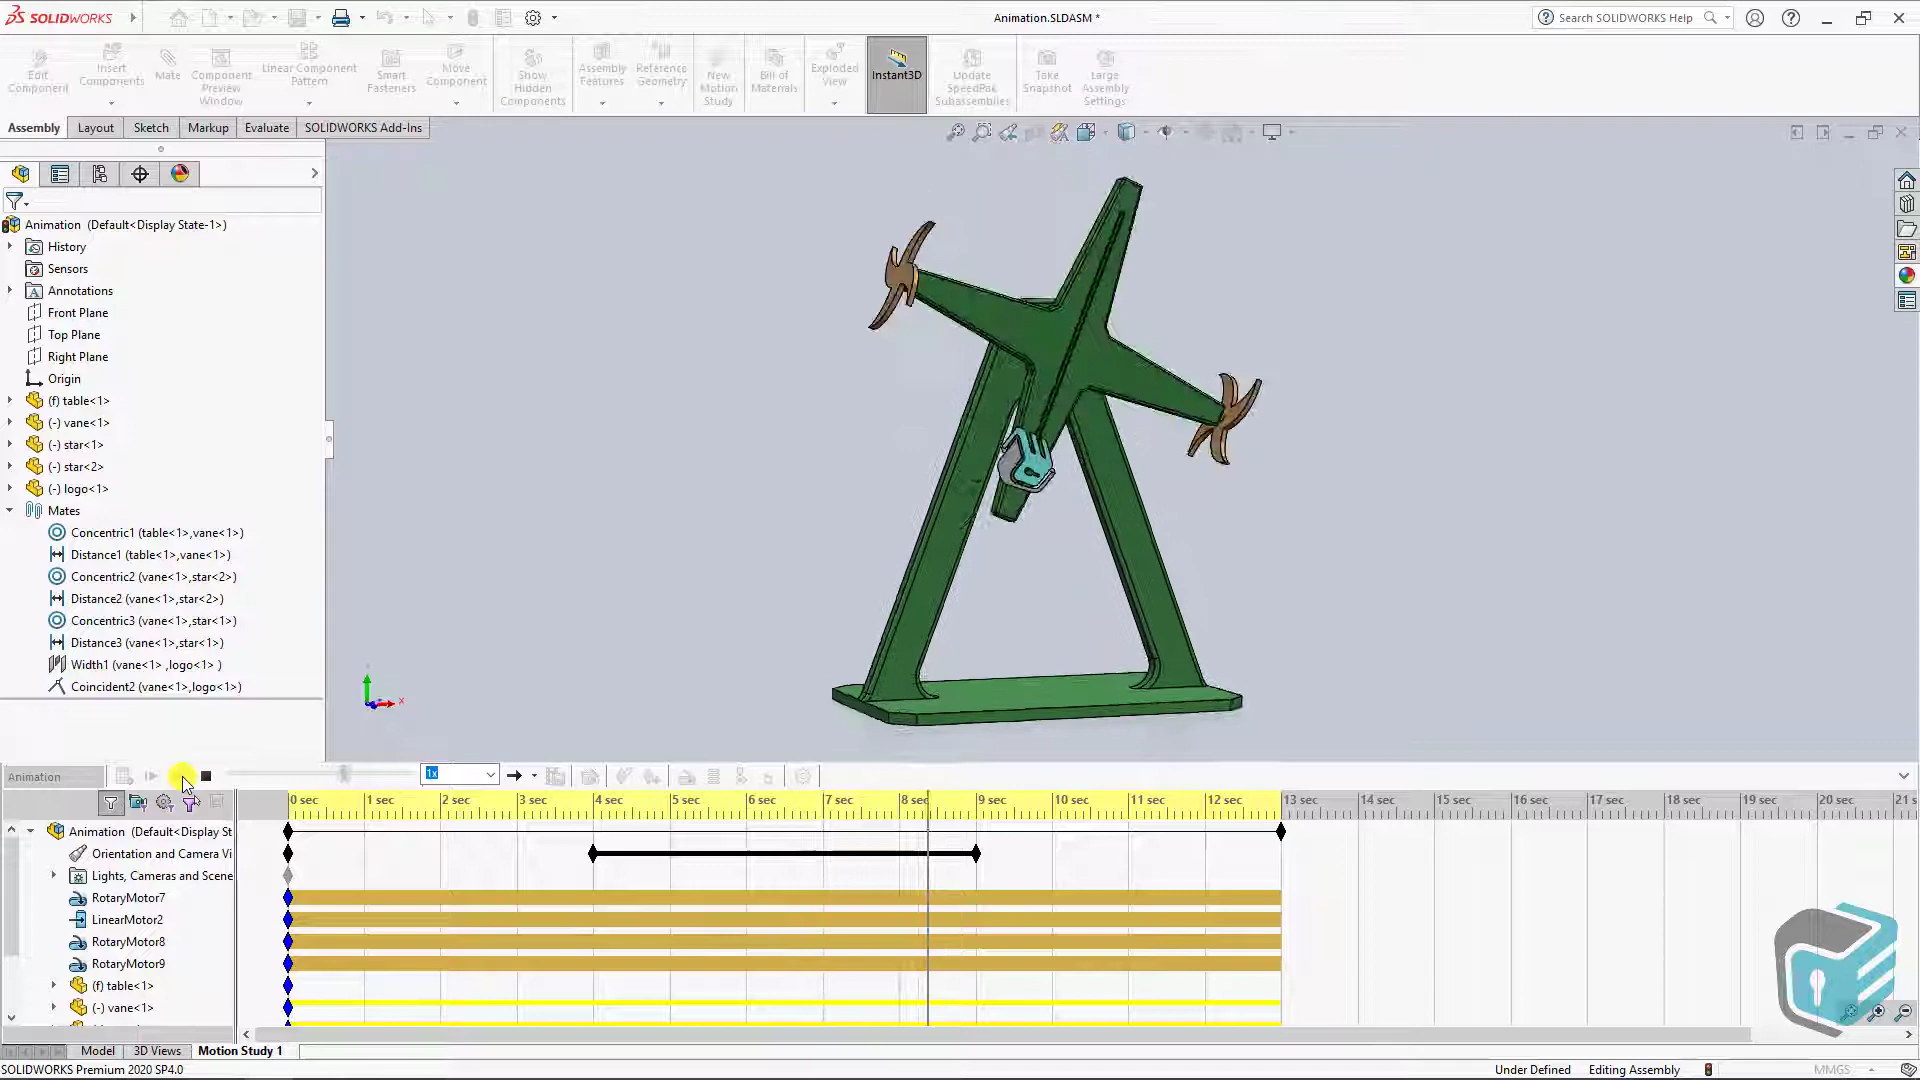 SOLIDWORKS
Animation.SLDASM *
Search SOLIDWORKS Help
Edit Component
Insert Components
Mate
Component Preview Window
Linear Component Pattern
Smart Fasteners
Move Component
Show Hidden Components
Assembly Features
Reference Geometry
New Motion Study
Bill of Materials
Exploded View
Instant3D
Update SpeedPak Subassemblies
Take Snapshot
Large Assembly Settings
Assembly Layout Sketch Markup Evaluate SOLIDWORKS Add-Ins
Animation (Default<Display State-1>)
History
Sensors
Annotations
Front Plane
Top Plane
Right Plane
Origin
(f) table<1>
(-) vane<1>
(-) star<1>
(-) star<2>
(-) logo<1>
Mates
Concentric1 (table<1>,vane<1>)
Distance1 (table<1>,vane<1>)
Concentric2 (vane<1>,star<2>)
Distance2 (vane<1>,star<2>)
Concentric3 (vane<1>,star<1>)
Distance3 (vane<1>,star<1>)
Width1 (vane<1> ,logo<1> )
Coincident2 (vane<1>,logo<1>)
x
Animation
1x
0 sec 1 sec 2 sec 3 sec 4 sec 5 sec 6 sec 7 sec 8 sec 9 sec 10 sec 11 sec 12 sec 13 sec 14 sec 15 sec 16 sec 17 sec 18 sec 19 sec 20 sec 21 s
Animation (Default<Display St
Orientation and Camera Vi
Lights, Cameras and Scene
RotaryMotor7
LinearMotor2
RotaryMotor8
RotaryMotor9
(f) table<1>
(-) vane<1>
Model 3D Views Motion Study 1
SOLIDWORKS Premium 2020 SP4.0
Under Defined Editing Assembly MMGS